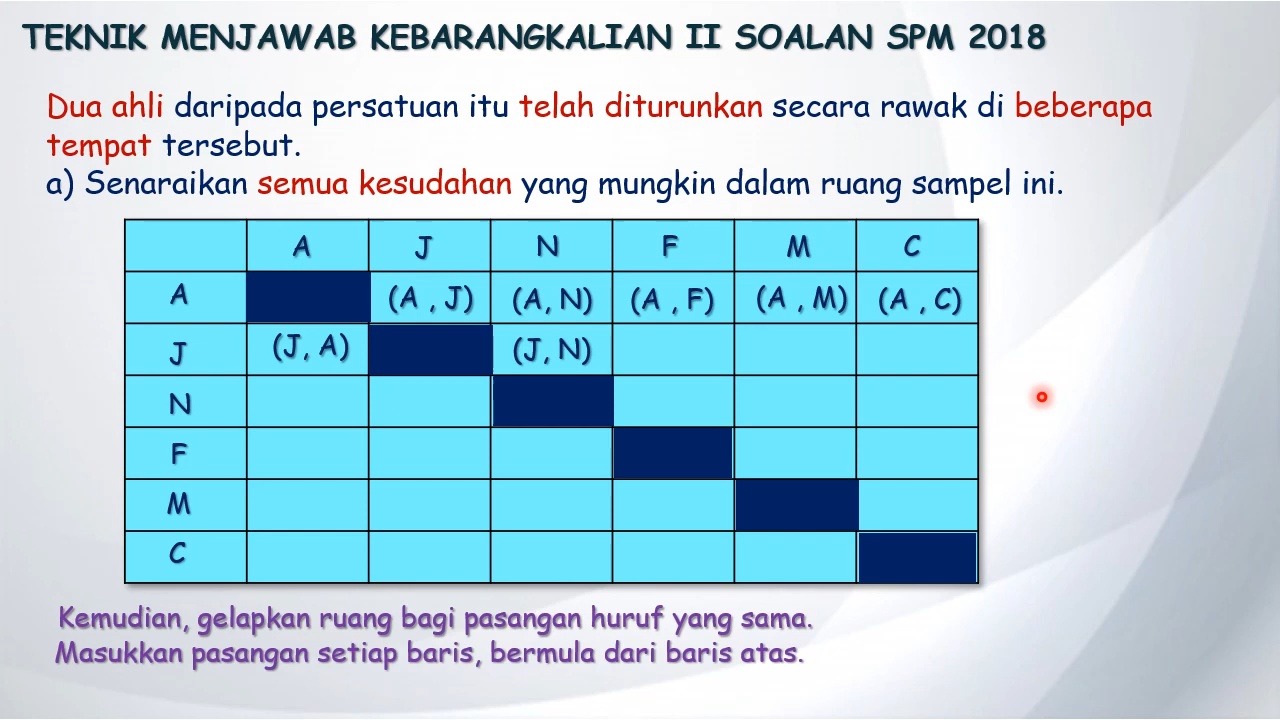 TEKNIK MENJAWAB KEBARANGKALIAN II SOALAN SPM 2018
Dua ahli daripada persatuan itu telah diturunkan secara rawak di beberapa
tempat tersebut.
a) Senaraikan semua kesudahan yang mungkin dalam ruang sampel ini.
A J N F M C
A (A , J) (A, N) (A , F) (A , M) (A , C)
J (J, A) (J, N)
N
F
M
C
Kemudian, gelapkan ruang bagi pasangan huruf yang sama.
Masukkan pasangan setiap baris, bermula dari baris atas.